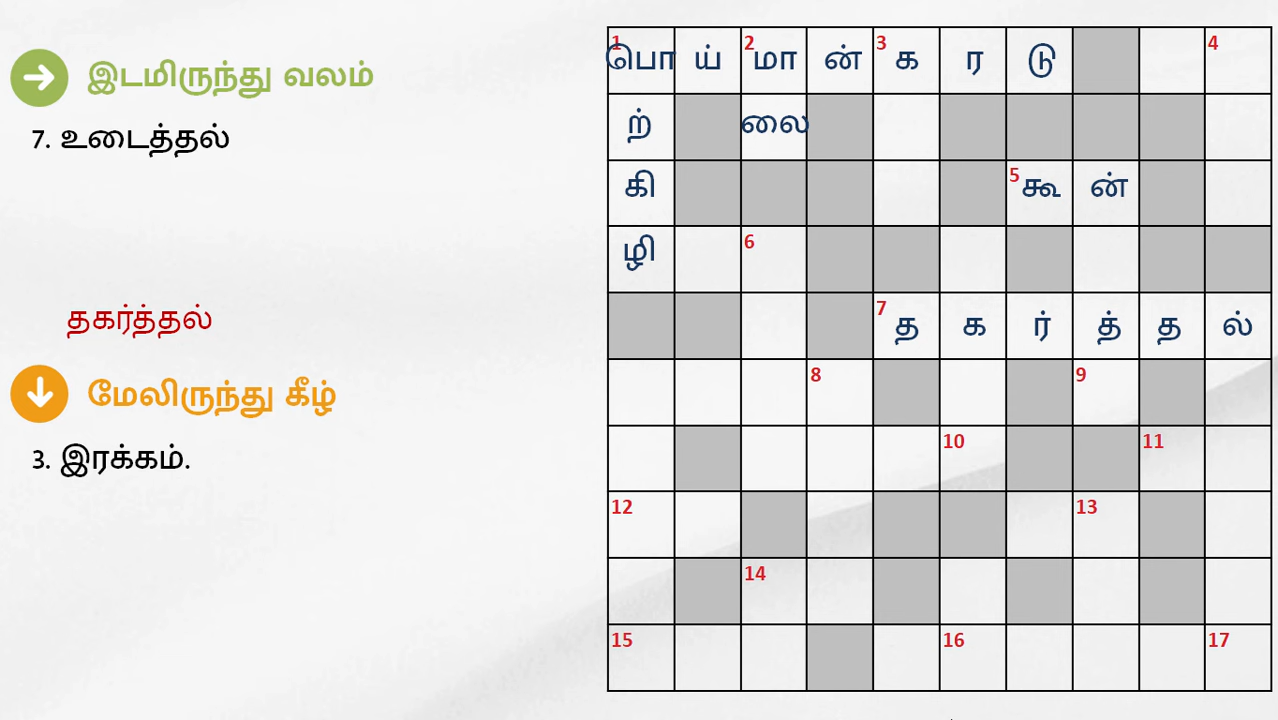 இடமிருந்து வலம்
7. உடைத்தல்
தகர்த்தல்
மேலிருந்து கீழ்
3. இரக்கம்.
1 பொ ய் 2 மா ன் 3 க ர டு 4
ற் லை
கி 5 கூ ன்
ழி 6
7 த க ர் த் த ல்
8 9
10 11
12 13
14
15 16 17